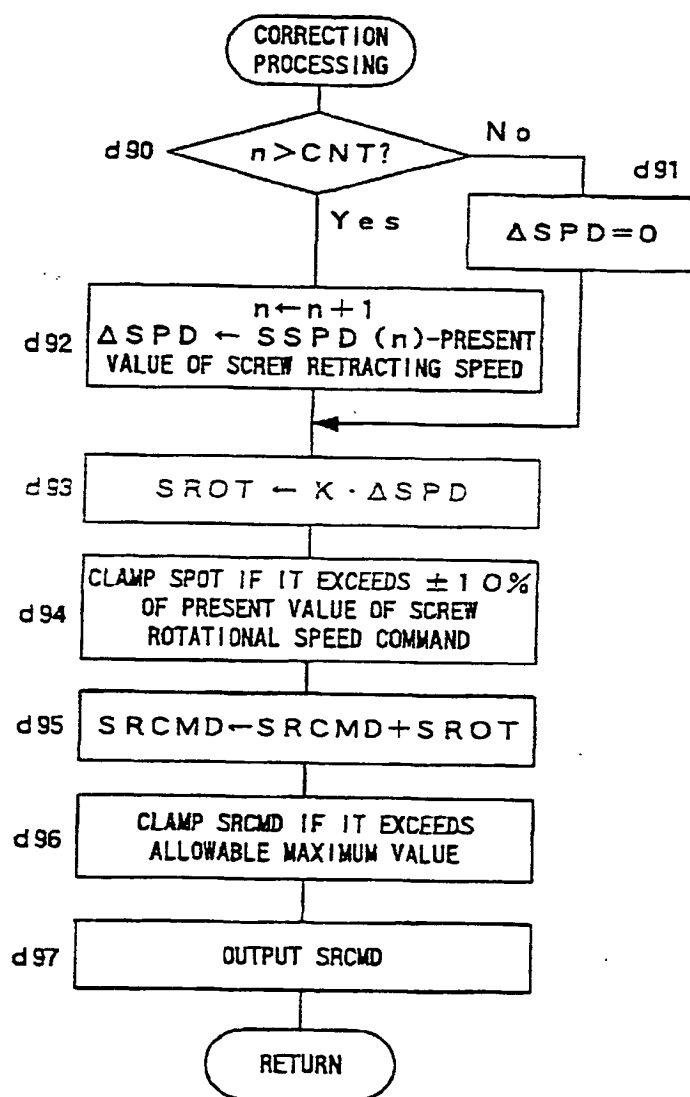 CORRECTION
PROCESSING
d90
n>CNT?
No
d91
Yes
ΔSPD=0
n←n+1
d92
ΔSPD ← SSPD (n)-PRESENT
VALUE OF SCREW RETRACTING SPEED
d93
SROT ← K · ΔSPD
CLAMP SPOT IF IT EXCEEDS ±10%
d94
OF PRESENT VALUE OF SCREW
ROTATIONAL SPEED COMMAND
d95
SRCMD←SRCMD+SROT
CLAMP SRCMD IF IT EXCEEDS
d96
ALLOWABLE MAXIMUM VALUE
d97
OUTPUT SRCMD
RETURN